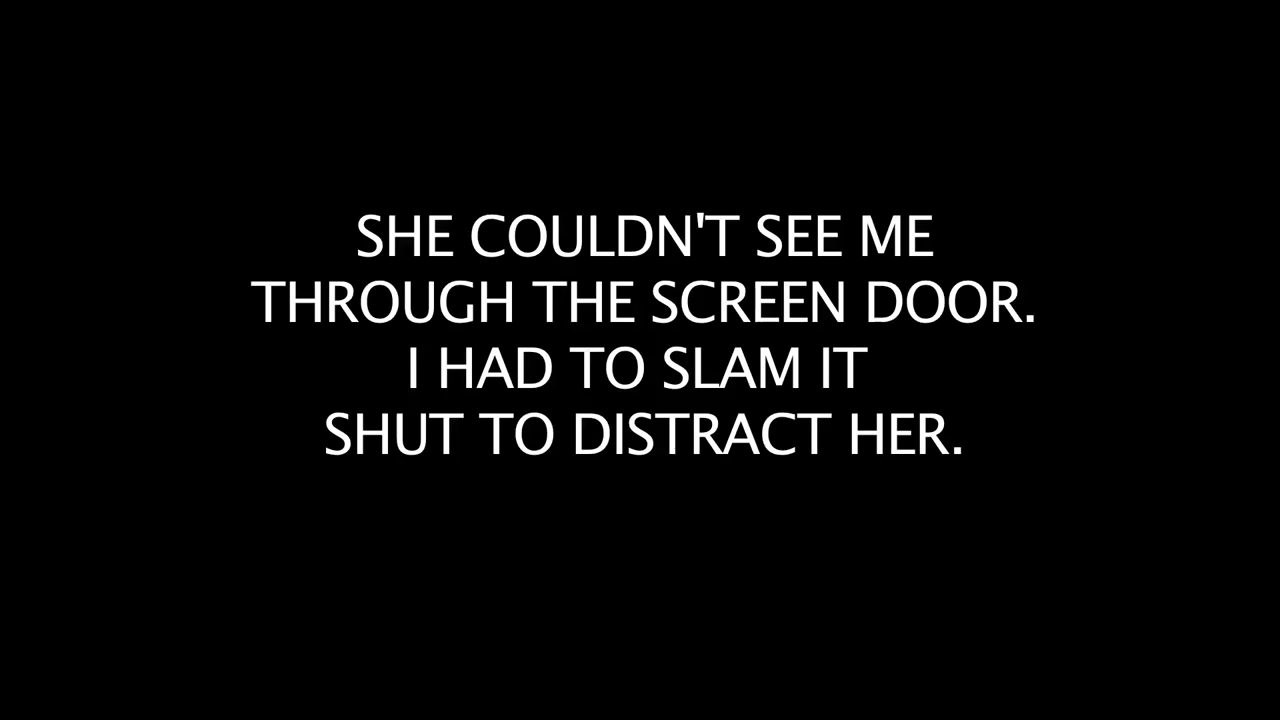 SHE COULDN'T SEE ME
THROUGH THE SCREEN DOOR.
I HAD TO SLAM IT
SHUT TO DISTRACT HER.